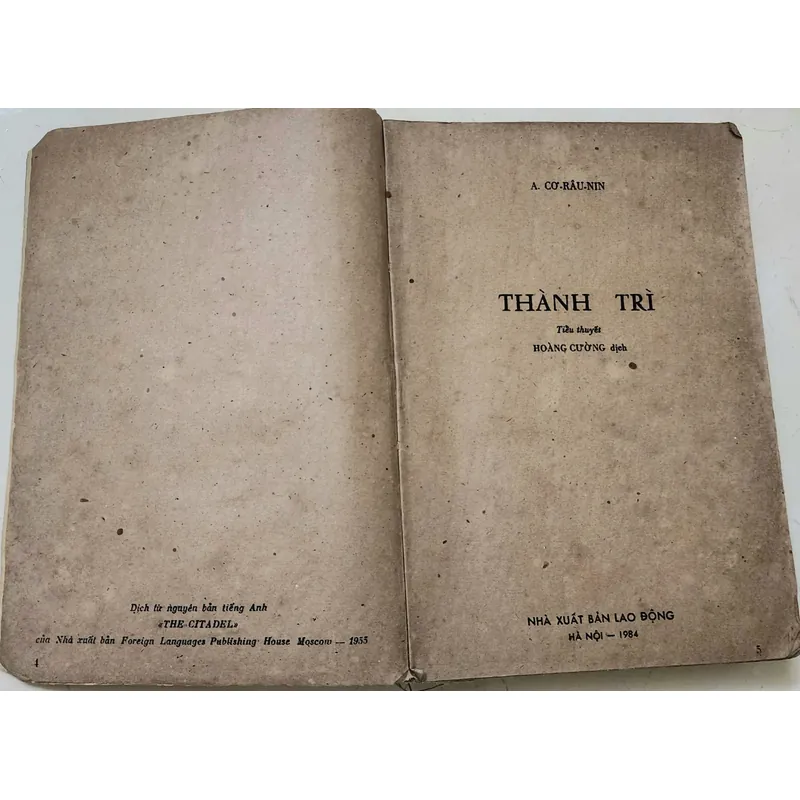 Dịch từ nguyên bản tiếng Anh
«THE CITADEL»
của Nhà xuất bản Foreign Languages Publishing House Moscow — 1955
4
A. CƠ-RÂU-NIN
THÀNH TRÌ
Tiểu thuyết
HOÀNG CƯỜNG dịch
NHÀ XUẤT BẢN LAO ĐỘNG
HÀ NỘI — 1984
5